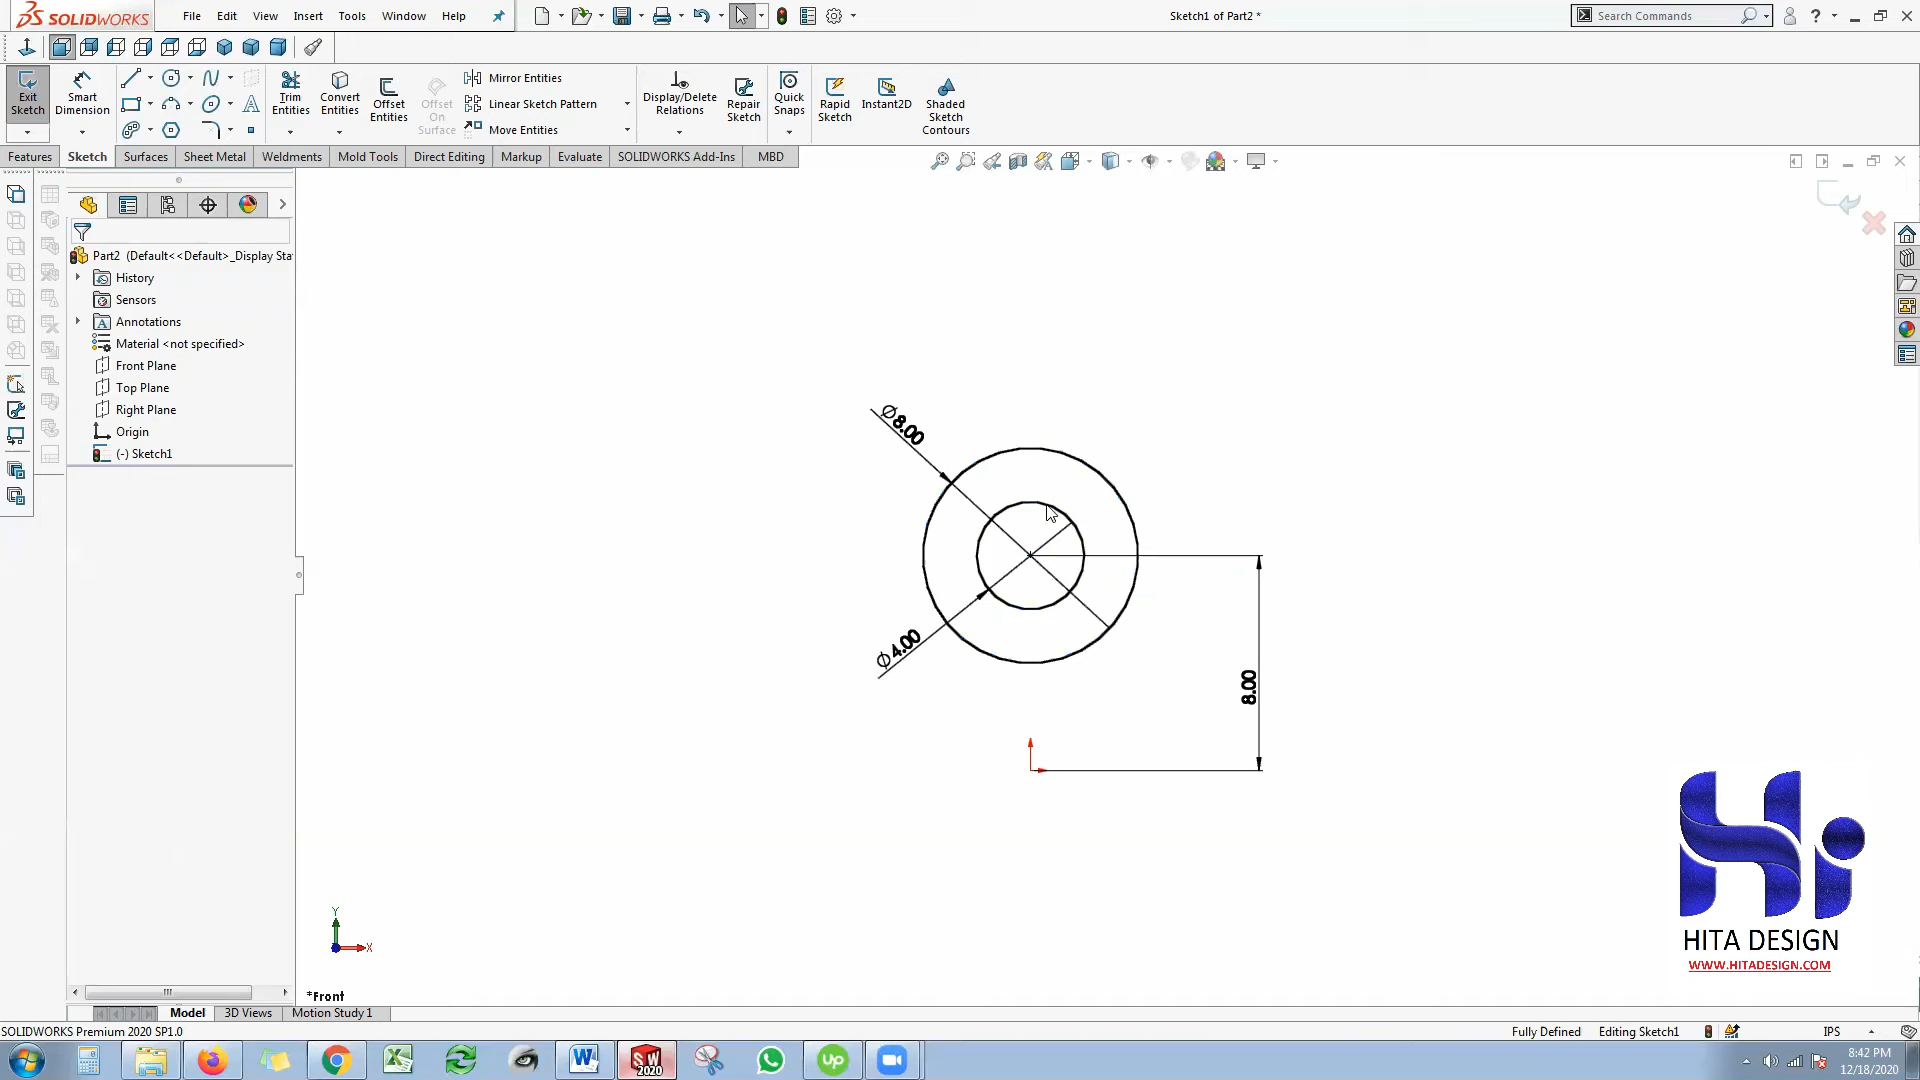 SOLIDWORKS File Edit View Insert Tools Window Help Sketch1 of Part2 * Search Commands
Exit Sketch
Smart Dimension
Trim Entities
Convert Entities
Offset Entities
Offset On Surface
Mirror Entities
Linear Sketch Pattern
Move Entities
Display/Delete Relations
Repair Sketch
Quick Snaps
Rapid Sketch
Instant2D
Shaded Sketch Contours
Features Sketch Surfaces Sheet Metal Weldments Mold Tools Direct Editing Markup Evaluate SOLIDWORKS Add-Ins MBD
Part2 (Default<<Default>_Display Sta
History
Sensors
Annotations
Material <not specified>
Front Plane
Top Plane
Right Plane
Origin
(-) Sketch1
∅8.00
∅4.00
8.00
Y
X
*Front
HITA DESIGN
WWW.HITADESIGN.COM
Model 3D Views Motion Study 1
SOLIDWORKS Premium 2020 SP1.0 Fully Defined Editing Sketch1 IPS
SW 2020
up
8:42 PM
12/18/2020